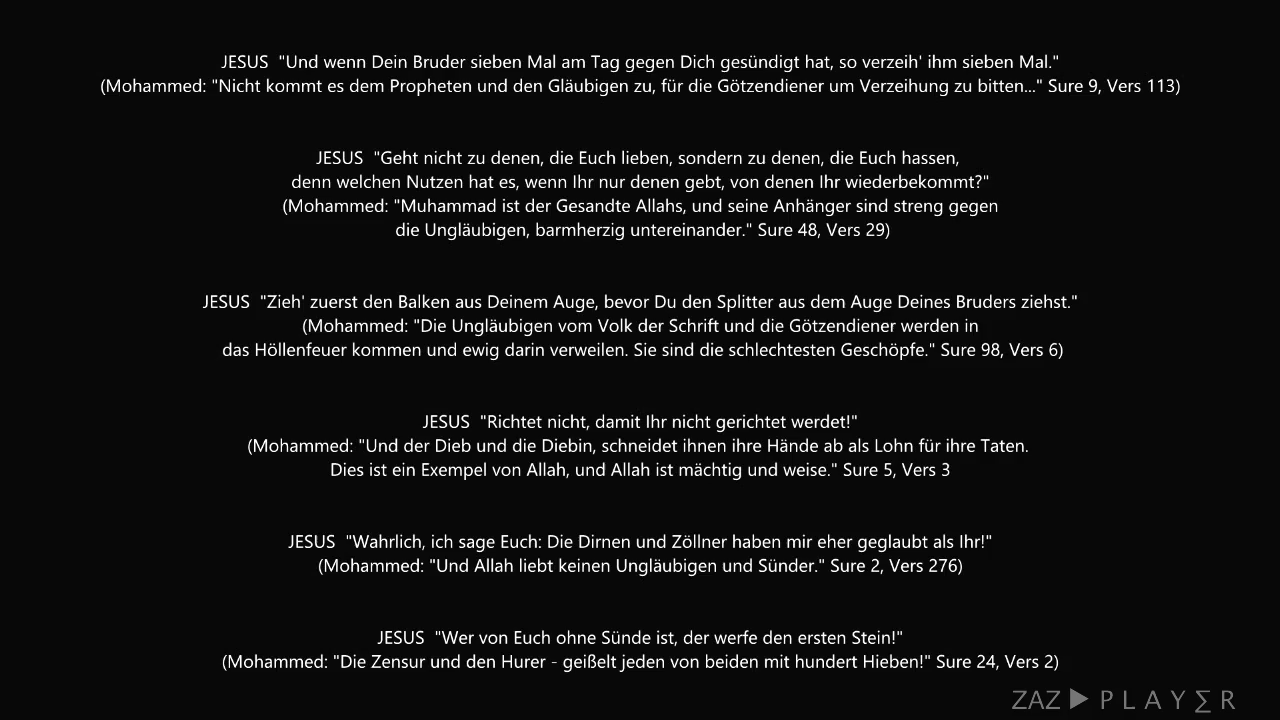 JESUS  "Und wenn Dein Bruder sieben Mal am Tag gegen Dich gesündigt hat, so verzeih' ihm sieben Mal."
(Mohammed: "Nicht kommt es dem Propheten und den Gläubigen zu, für die Götzendiener um Verzeihung zu bitten..." Sure 9, Vers 113)
JESUS  "Geht nicht zu denen, die Euch lieben, sondern zu denen, die Euch hassen,
denn welchen Nutzen hat es, wenn Ihr nur denen gebt, von denen Ihr wiederbekommt?"
(Mohammed: "Muhammad ist der Gesandte Allahs, und seine Anhänger sind streng gegen
die Ungläubigen, barmherzig untereinander." Sure 48, Vers 29)
JESUS  "Zieh' zuerst den Balken aus Deinem Auge, bevor Du den Splitter aus dem Auge Deines Bruders ziehst."
(Mohammed: "Die Ungläubigen vom Volk der Schrift und die Götzendiener werden in
das Höllenfeuer kommen und ewig darin verweilen. Sie sind die schlechtesten Geschöpfe." Sure 98, Vers 6)
JESUS  "Richtet nicht, damit Ihr nicht gerichtet werdet!"
(Mohammed: "Und der Dieb und die Diebin, schneidet ihnen ihre Hände ab als Lohn für ihre Taten.
Dies ist ein Exempel von Allah, und Allah ist mächtig und weise." Sure 5, Vers 3
JESUS  "Wahrlich, ich sage Euch: Die Dirnen und Zöllner haben mir eher geglaubt als Ihr!"
(Mohammed: "Und Allah liebt keinen Ungläubigen und Sünder." Sure 2, Vers 276)
JESUS  "Wer von Euch ohne Sünde ist, der werfe den ersten Stein!"
(Mohammed: "Die Zensur und den Hurer - geißelt jeden von beiden mit hundert Hieben!" Sure 24, Vers 2)
ZAZ▶PLAY∑R